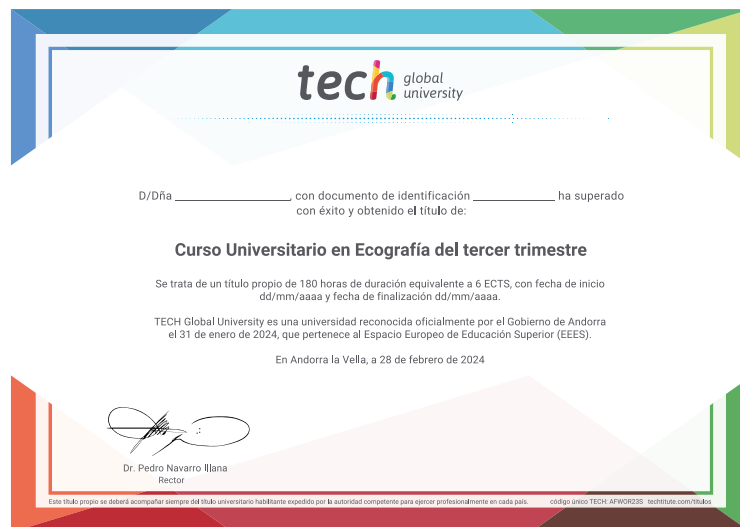 tech global university
D/Dña ____________________, con documento de identificación ______________ ha superado
con éxito y obtenido el título de:
Curso Universitario en Ecografía del tercer trimestre
Se trata de un título propio de 180 horas de duración equivalente a 6 ECTS, con fecha de inicio
dd/mm/aaaa y fecha de finalización dd/mm/aaaa.
TECH Global University es una universidad reconocida oficialmente por el Gobierno de Andorra
el 31 de enero de 2024, que pertenece al Espacio Europeo de Educación Superior (EEES).
En Andorra la Vella, a 28 de febrero de 2024
Dr. Pedro Navarro Illana
Rector
Este título propio se deberá acompañar siempre del título universitario habilitante expedido por la autoridad competente para ejercer profesionalmente en cada país. código único TECH: AFWOR23S techtitute.com/titulos